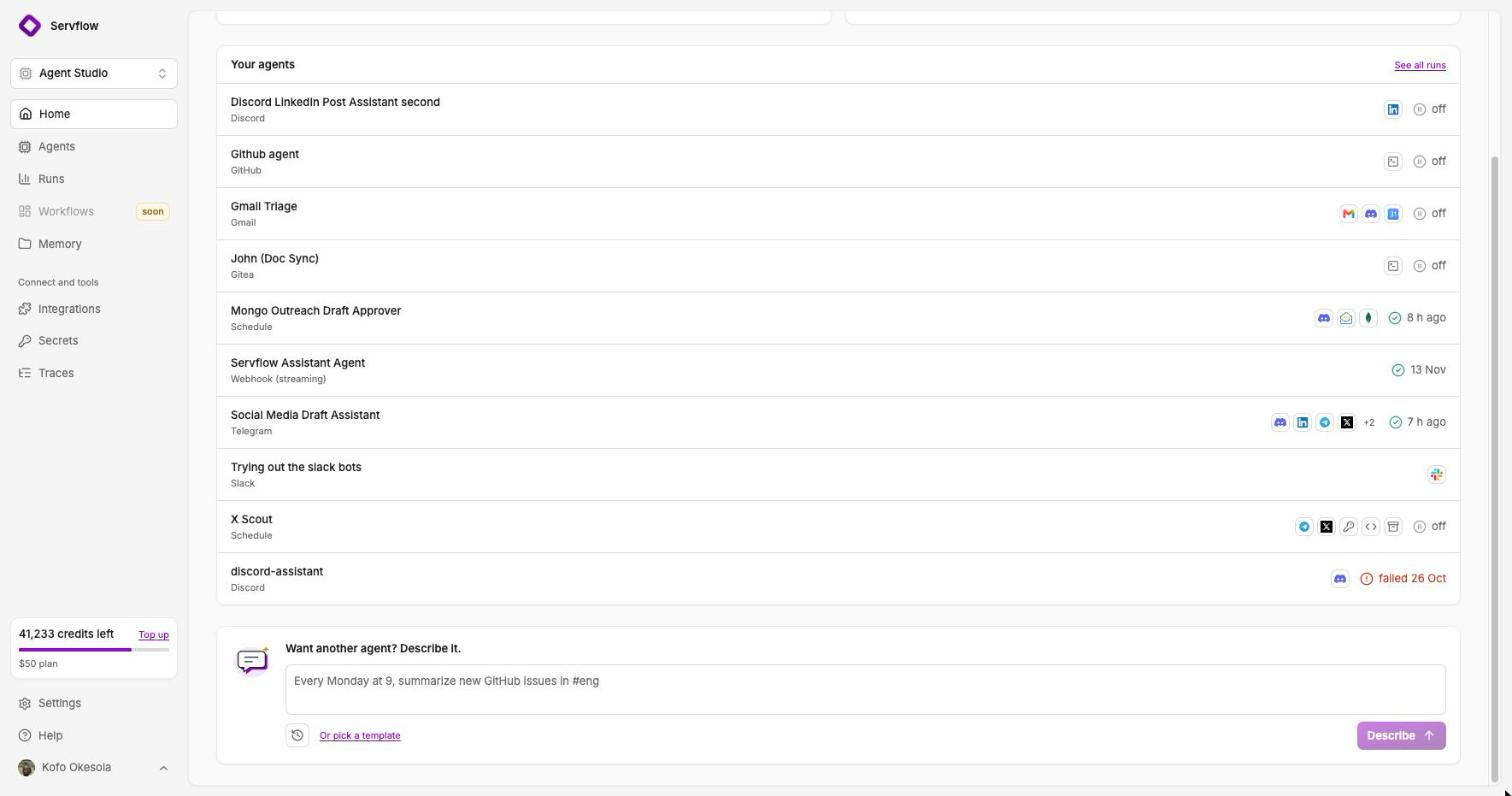 Servflow
Agent Studio
Home
Agents
Runs
Workflows soon
Memory
Connect and tools
Integrations
Secrets
Traces
41,233 credits left Top up
$50 plan
Settings
Help
Kofo Okesola
Your agents See all runs
Discord LinkedIn Post Assistant second
Discord
off
Github agent
GitHub
off
Gmail Triage
Gmail
31 off
John (Doc Sync)
Gitea
off
Mongo Outreach Draft Approver
Schedule
8 h ago
Servflow Assistant Agent
Webhook (streaming)
13 Nov
Social Media Draft Assistant
Telegram
+2 7 h ago
Trying out the slack bots
Slack
X Scout
Schedule
off
discord-assistant
Discord
failed 26 Oct
Want another agent? Describe it.
Every Monday at 9, summarize new GitHub issues in #eng
Or pick a template
Describe